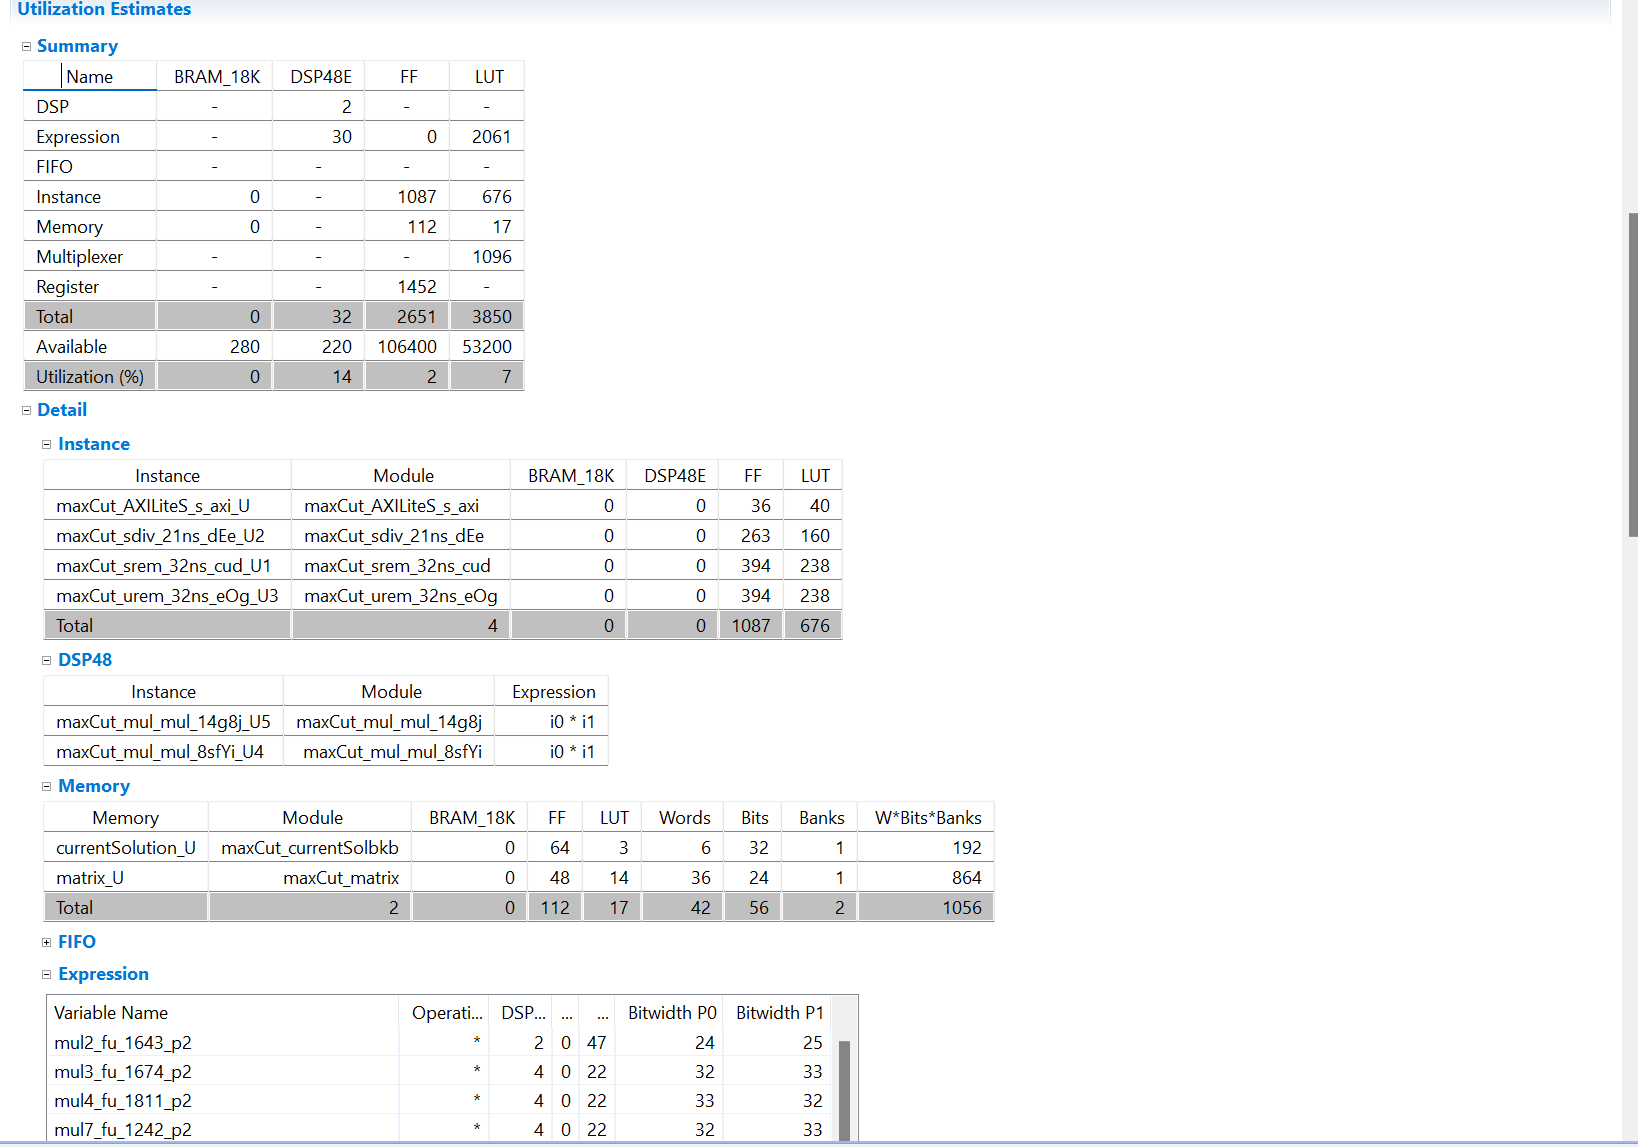 Utilization Estimates
Summary
Name BRAM_18K DSP48E FF LUT
DSP - 2 - -
Expression - 30 0 2061
FIFO - - - -
Instance 0 - 1087 676
Memory 0 - 112 17
Multiplexer - - - 1096
Register - - 1452 -
Total 0 32 2651 3850
Available 280 220 106400 53200
Utilization (%) 0 14 2 7
Detail
Instance
Instance Module BRAM_18K DSP48E FF LUT
maxCut_AXILiteS_s_axi_U maxCut_AXILiteS_s_axi 0 0 36 40
maxCut_sdiv_21ns_dEe_U2 maxCut_sdiv_21ns_dEe 0 0 263 160
maxCut_srem_32ns_cud_U1 maxCut_srem_32ns_cud 0 0 394 238
maxCut_urem_32ns_eOg_U3 maxCut_urem_32ns_eOg 0 0 394 238
Total 4 0 0 1087 676
DSP48
Instance Module Expression
maxCut_mul_mul_14g8j_U5 maxCut_mul_mul_14g8j i0 * i1
maxCut_mul_mul_8sfYi_U4 maxCut_mul_mul_8sfYi i0 * i1
Memory
Memory Module BRAM_18K FF LUT Words Bits Banks W*Bits*Banks
currentSolution_U maxCut_currentSolbkb 0 64 3 6 32 1 192
matrix_U maxCut_matrix 0 48 14 36 24 1 864
Total 2 0 112 17 42 56 2 1056
FIFO
Expression
Variable Name Operati... DSP... ... ... Bitwidth P0 Bitwidth P1
mul2_fu_1643_p2 * 2 0 47 24 25
mul3_fu_1674_p2 * 4 0 22 32 33
mul4_fu_1811_p2 * 4 0 22 33 32
mul7_fu_1242_p2 * 4 0 22 32 33